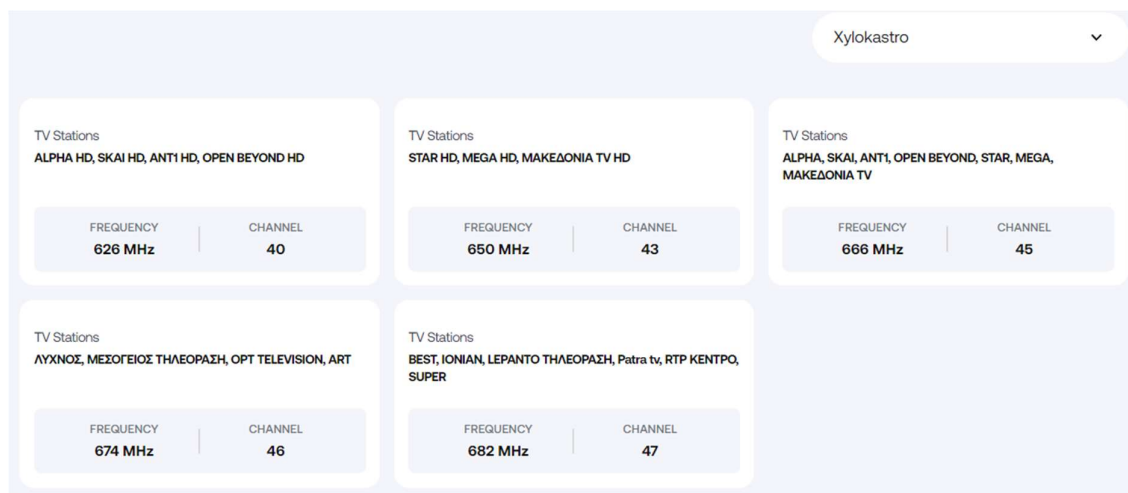 Xylokastro
TV Stations
ALPHA HD, SKAI HD, ANT1 HD, OPEN BEYOND HD
FREQUENCY
626 MHz
CHANNEL
40
TV Stations
STAR HD, MEGA HD, ΜΑΚΕΔΟΝΙΑ TV HD
FREQUENCY
650 MHz
CHANNEL
43
TV Stations
ALPHA, SKAI, ANT1, OPEN BEYOND, STAR, MEGA,
ΜΑΚΕΔΟΝΙΑ TV
FREQUENCY
666 MHz
CHANNEL
45
TV Stations
ΛΥΧΝΟΣ, ΜΕΣΟΓΕΙΟΣ ΤΗΛΕΟΡΑΣΗ, OPT TELEVISION, ART
FREQUENCY
674 MHz
CHANNEL
46
TV Stations
BEST, IONIAN, LEPANTO ΤΗΛΕΟΡΑΣΗ, Patra tv, RTP ΚΕΝΤΡΟ,
SUPER
FREQUENCY
682 MHz
CHANNEL
47